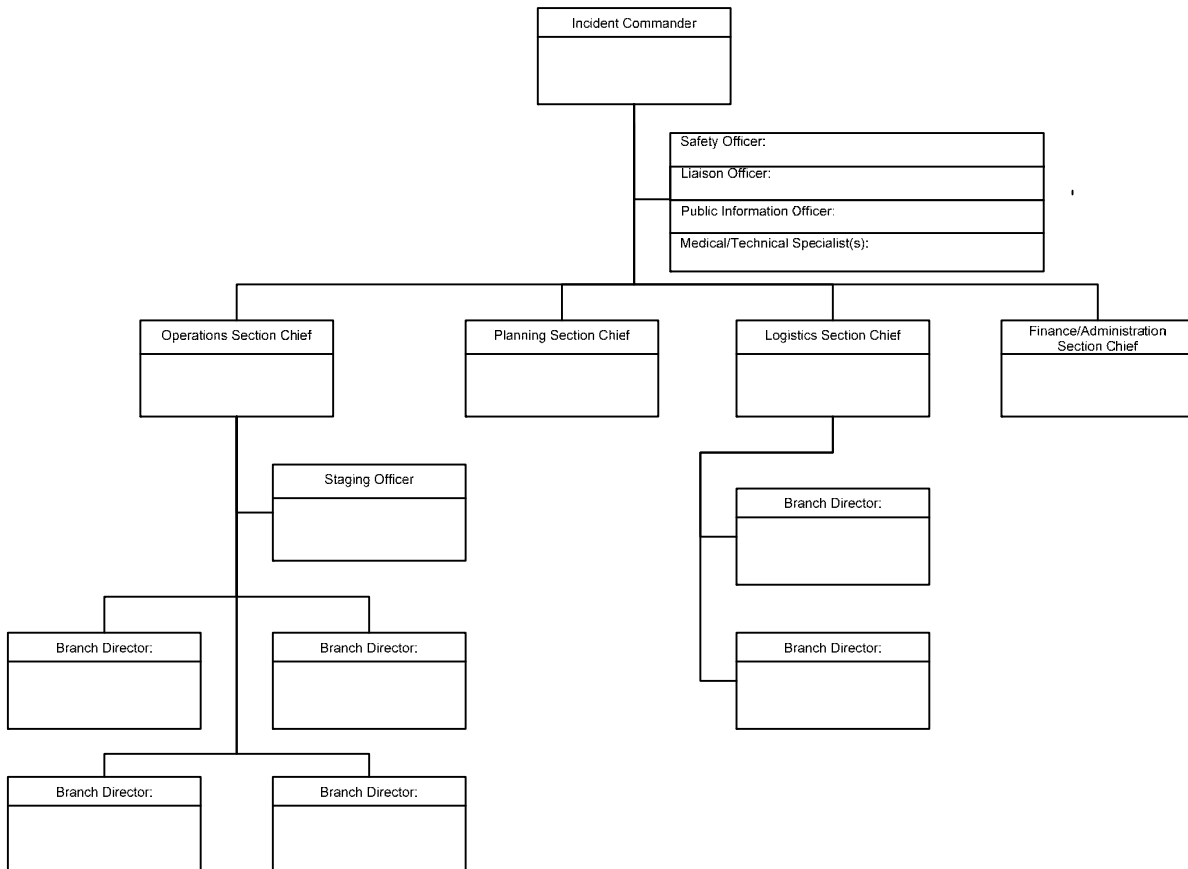 Incident Commander
Safety Officer:
Liaison Officer:
Public Information Officer:
Medical/Technical Specialist(s):
Operations Section Chief
Planning Section Chief
Logistics Section Chief
Finance/Administration
Section Chief
Staging Officer
Branch Director:
Branch Director:
Branch Director:
Branch Director:
Branch Director:
Branch Director: